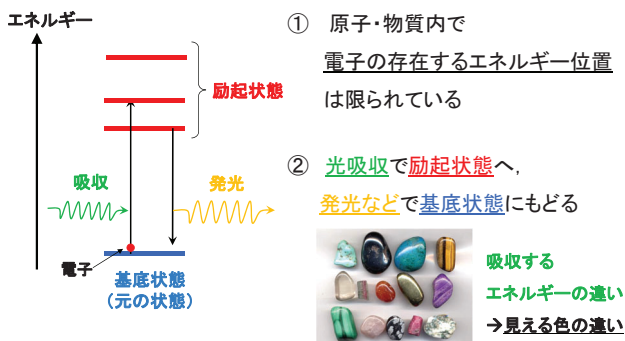 エネルギー
励起状態
吸収
発光
電子
基底状態
(元の状態)
① 原子・物質内で
電子の存在するエネルギー位置
は限られている
② 光吸収で励起状態へ,
発光などで基底状態にもどる
吸収する
エネルギーの違い
→見える色の違い